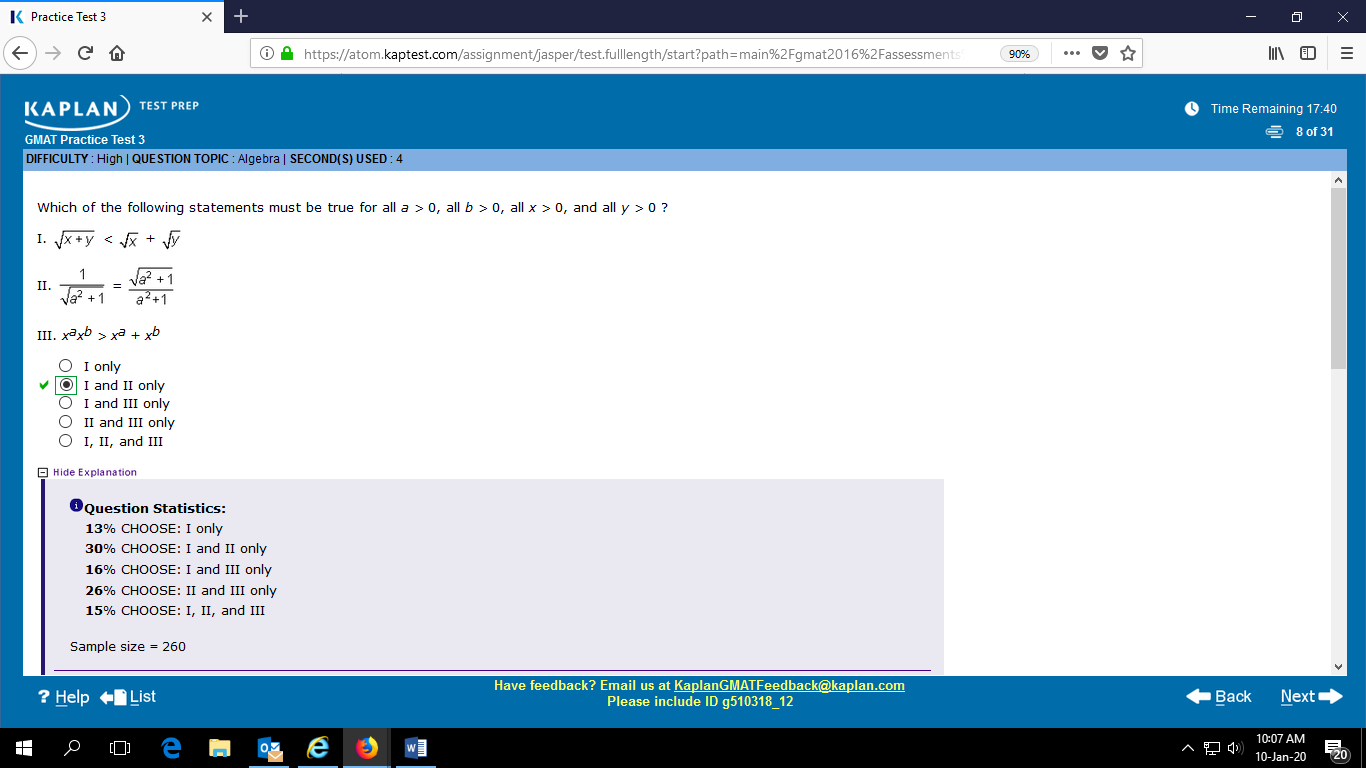 Practice Test 3
https://atom.kaptest.com/assignment/jasper/test.fulllength/start?path=main%2Fgmat2016%2Fassessments
90%
KAPLAN TEST PREP
Time Remaining 17:40
GMAT Practice Test 3
8 of 31
DIFFICULTY : High | QUESTION TOPIC : Algebra | SECOND(S) USED : 4
Which of the following statements must be true for all a > 0, all b > 0, all x > 0, and all y > 0 ?
I. √(x + y) < √x + √y
II. 1/√(a² + 1) = √(a² + 1)/(a²+1)
III. xᵃxᵇ > xᵃ + xᵇ
I only
I and II only
I and III only
II and III only
I, II, and III
Hide Explanation
Question Statistics:
13% CHOOSE: I only
30% CHOOSE: I and II only
16% CHOOSE: I and III only
26% CHOOSE: II and III only
15% CHOOSE: I, II, and III
Sample size = 260
? Help List
Have feedback? Email us at KaplanGMATFeedback@kaplan.com
Please include ID g510318_12
Back Next
10:07 AM
10-Jan-20
20